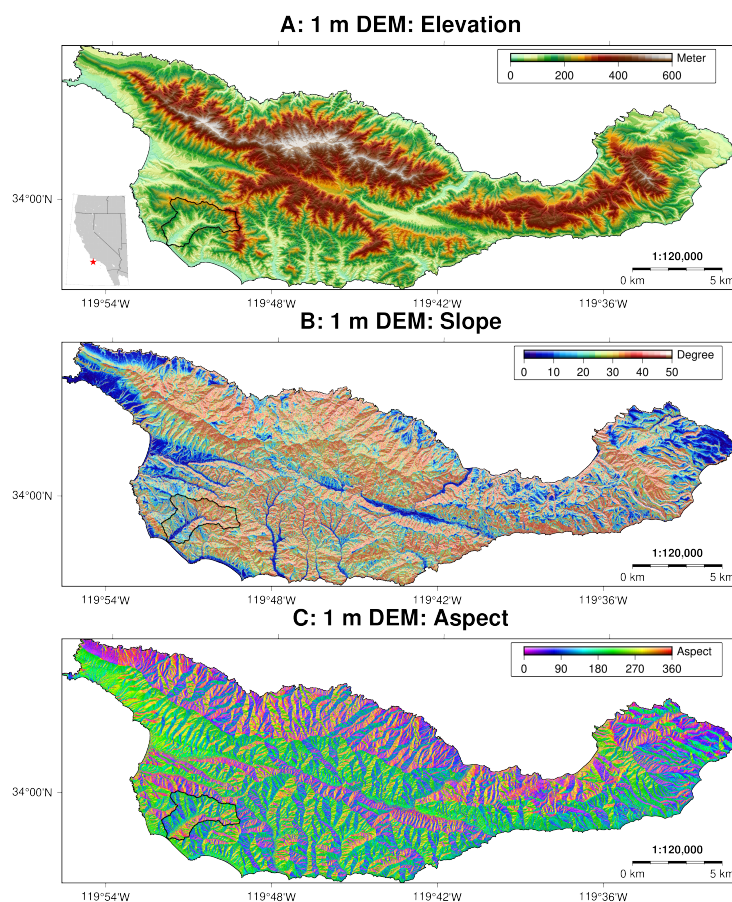 A: 1 m DEM: Elevation
Meter
0 200 400 600
34°00'N
1:120,000
0 km 5 km
119°54'W 119°48'W 119°42'W 119°36'W
B: 1 m DEM: Slope
Degree
0 10 20 30 40 50
34°00'N
1:120,000
0 km 5 km
119°54'W 119°48'W 119°42'W 119°36'W
C: 1 m DEM: Aspect
Aspect
0 90 180 270 360
34°00'N
1:120,000
0 km 5 km
119°54'W 119°48'W 119°42'W 119°36'W